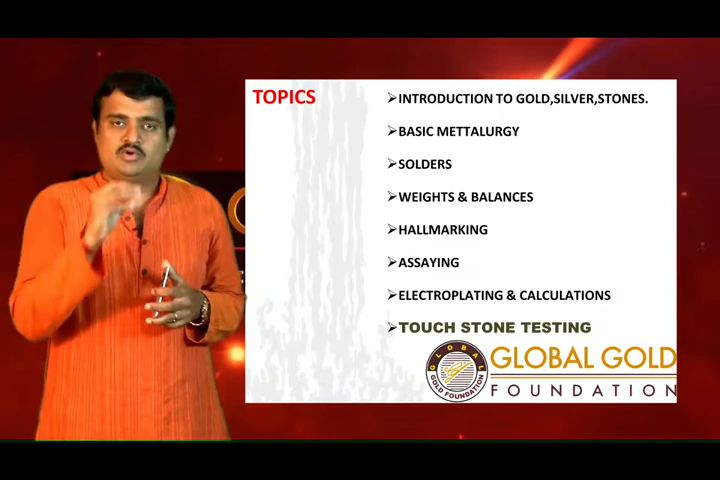 TOPICS
➢INTRODUCTION TO GOLD,SILVER,STONES.
➢BASIC METTALURGY
➢SOLDERS
➢WEIGHTS & BALANCES
➢HALLMARKING
➢ASSAYING
➢ELECTROPLATING & CALCULATIONS
➢TOUCH STONE TESTING
GLOBAL
GOLD FOUNDATION
GLOBAL GOLD
FOUNDATION